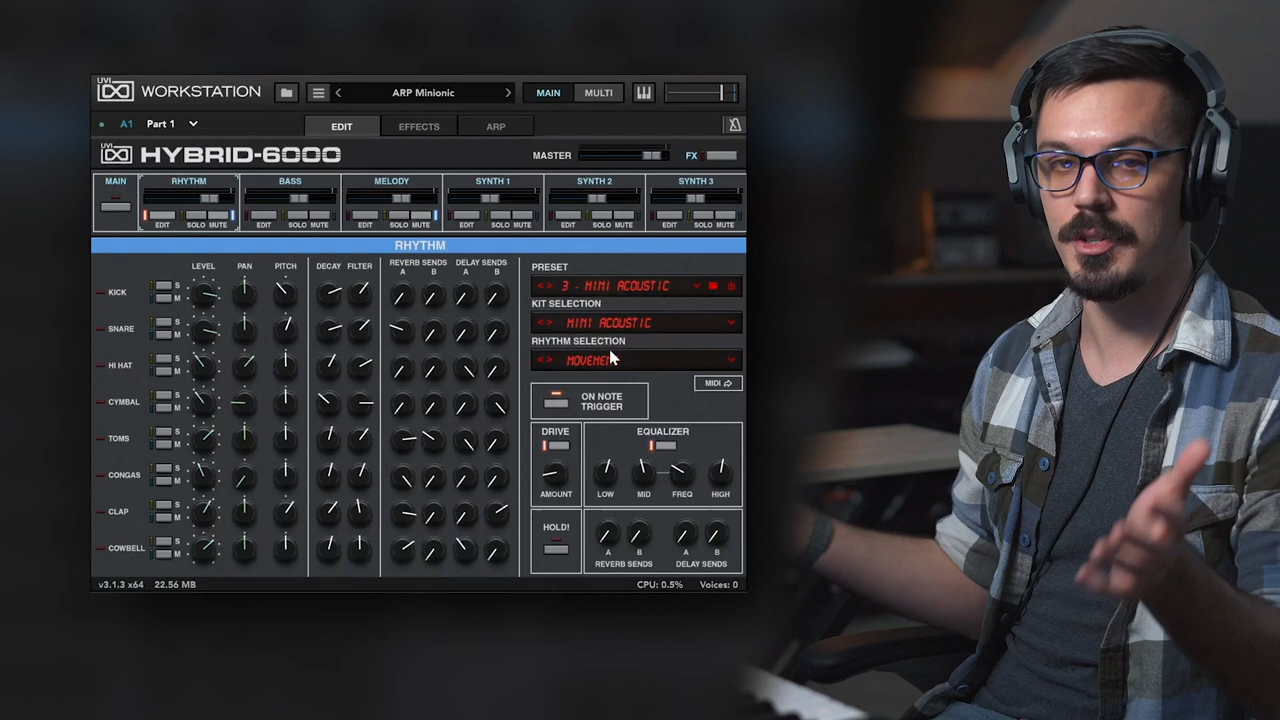 UVI
WORKSTATION
ARP Minionic
MAIN
MULTI
A1 Part 1
EDIT
EFFECTS
ARP
UVI
HYBRID-6000
MASTER
FX
MAIN
RHYTHM
BASS
MELODY
SYNTH 1
SYNTH 2
SYNTH 3
EDIT SOLO MUTE
EDIT SOLO MUTE
EDIT SOLO MUTE
EDIT SOLO MUTE
EDIT SOLO MUTE
EDIT SOLO MUTE
RHYTHM
LEVEL PAN PITCH DECAY FILTER
REVERB SENDS
A B
DELAY SENDS
A B
KICK S M
SNARE S M
HI HAT S M
CYMBAL S M
TOMS S M
CONGAS S M
CLAP S M
COWBELL S M
PRESET
3 - MINI ACOUSTIC
KIT SELECTION
MINI ACOUSTIC
RHYTHM SELECTION
MIDI
ON NOTE
TRIGGER
DRIVE
AMOUNT
EQUALIZER
LOW MID FREQ HIGH
HOLD!
A B A B
REVERB SENDS DELAY SENDS
v3.1.3 x64 22.56 MB
CPU: 0.5% Voices: 0